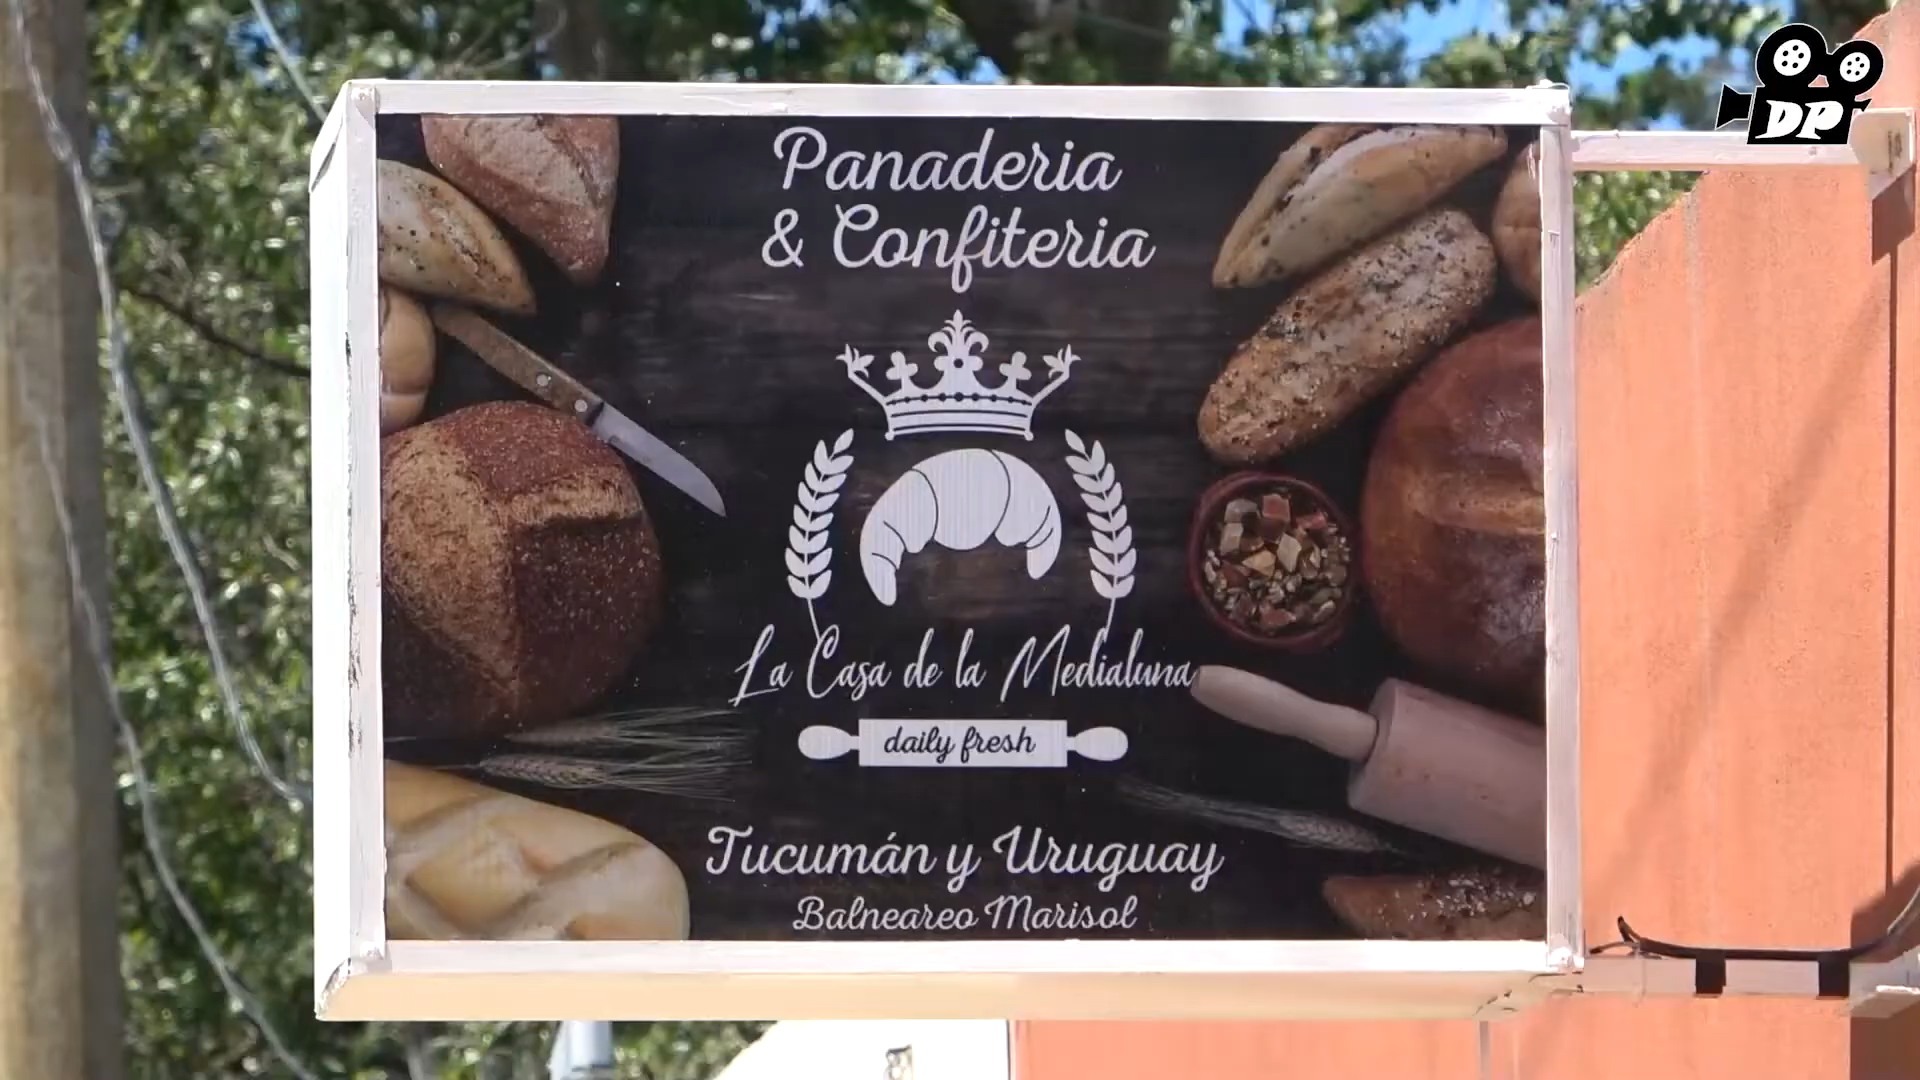 DP
Panaderia
& Confiteria
La Casa de la Medialuna
daily fresh
Tucumán y Uruguay
Balneareo Marisol